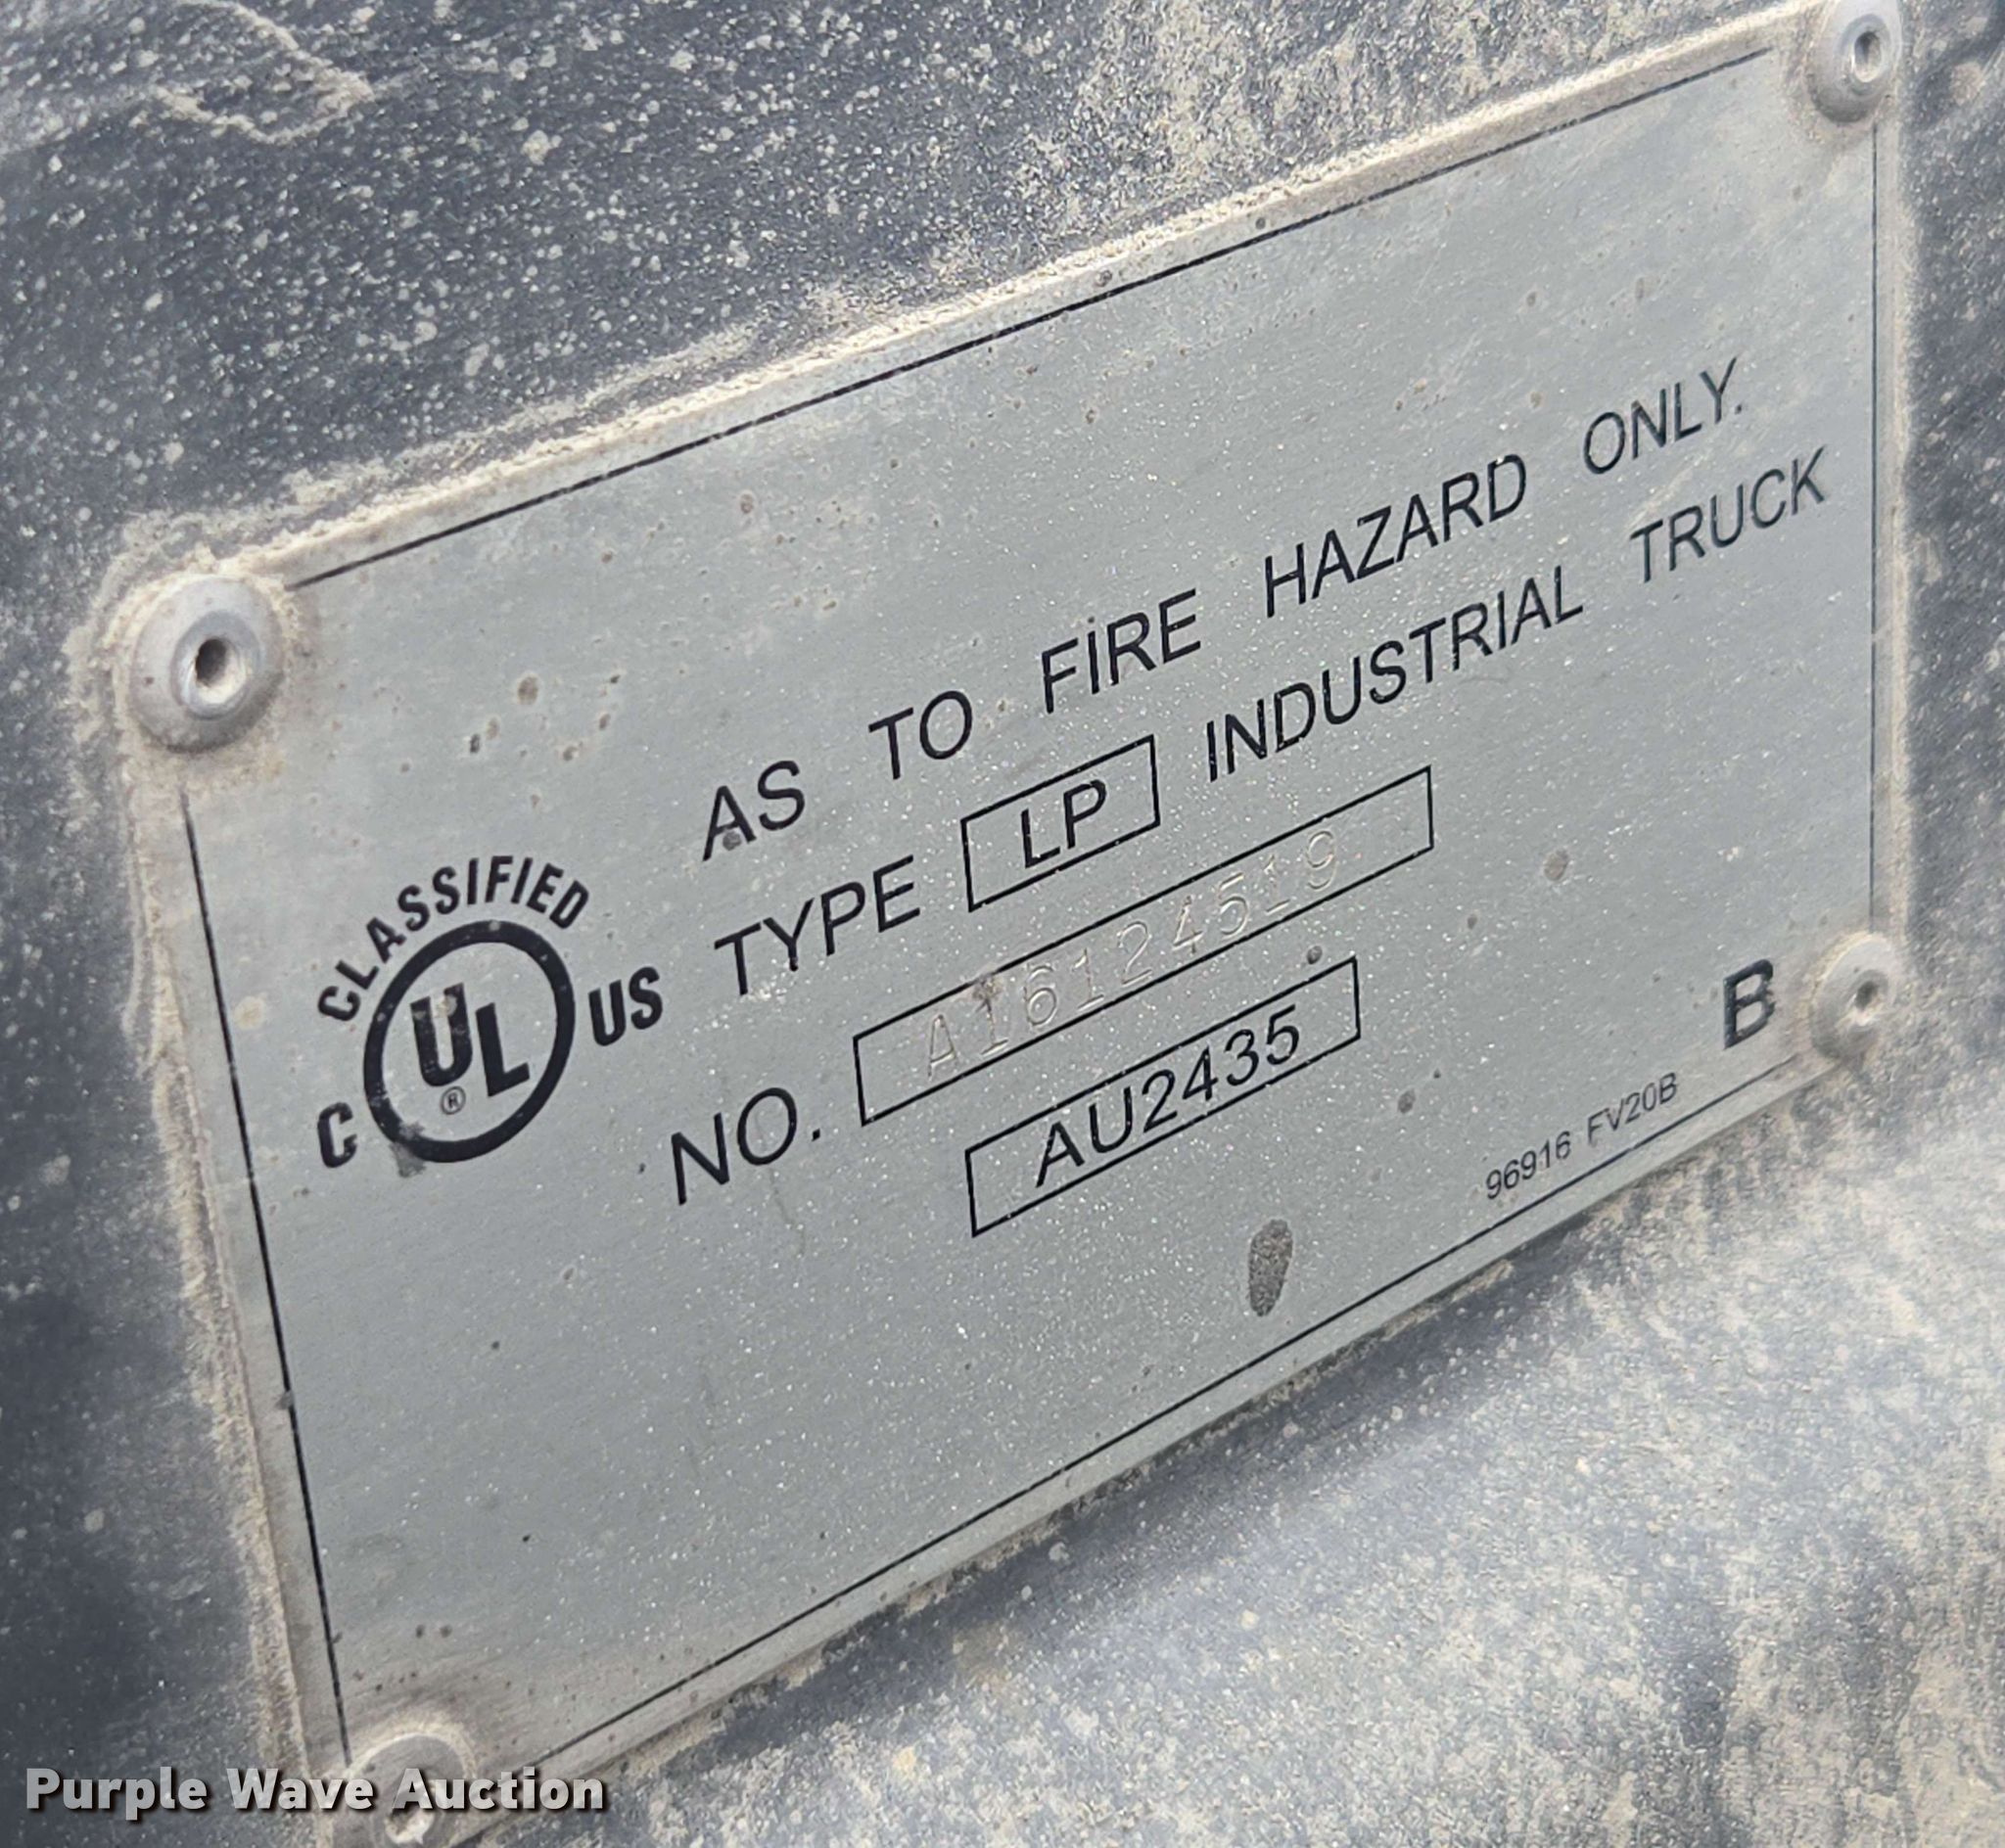 AS TO FIRE HAZARD ONLY.
CLASSIFIED
C UL ® US
TYPE LP INDUSTRIAL TRUCK
NO. A16124519
AU2435
B
96916 FV20B
Purple Wave Auction